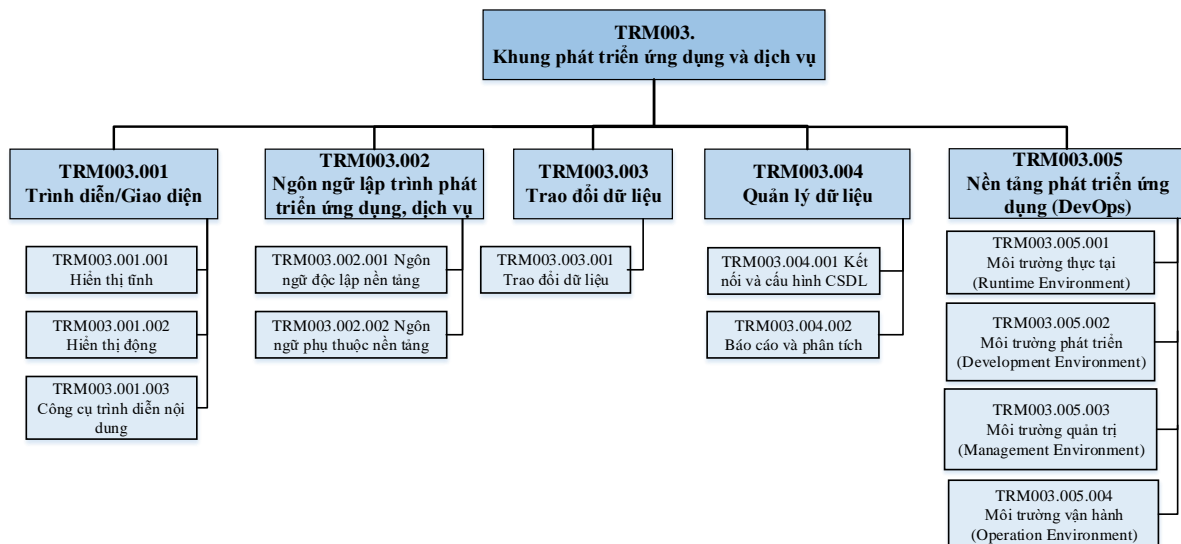 TRM003.
Khung phát triển ứng dụng và dịch vụ
TRM003.001
Trình diễn/Giao diện
TRM003.001.001
Hiển thị tĩnh
TRM003.001.002
Hiển thị động
TRM003.001.003
Công cụ trình diễn nội
dung
TRM003.002
Ngôn ngữ lập trình phát
triển ứng dụng, dịch vụ
TRM003.002.001 Ngôn
ngữ độc lập nền tảng
TRM003.002.002 Ngôn
ngữ phụ thuộc nền tảng
TRM003.003
Trao đổi dữ liệu
TRM003.003.001
Trao đổi dữ liệu
TRM003.004
Quản lý dữ liệu
TRM003.004.001 Kết
nối và cấu hình CSDL
TRM003.004.002
Báo cáo và phân tích
TRM003.005
Nền tảng phát triển ứng
dụng (DevOps)
TRM003.005.001
Môi trường thực tại
(Runtime Environment)
TRM003.005.002
Môi trường phát triển
(Development Environment)
TRM003.005.003
Môi trường quản trị
(Management Environment)
TRM003.005.004
Môi trường vận hành
(Operation Environment)